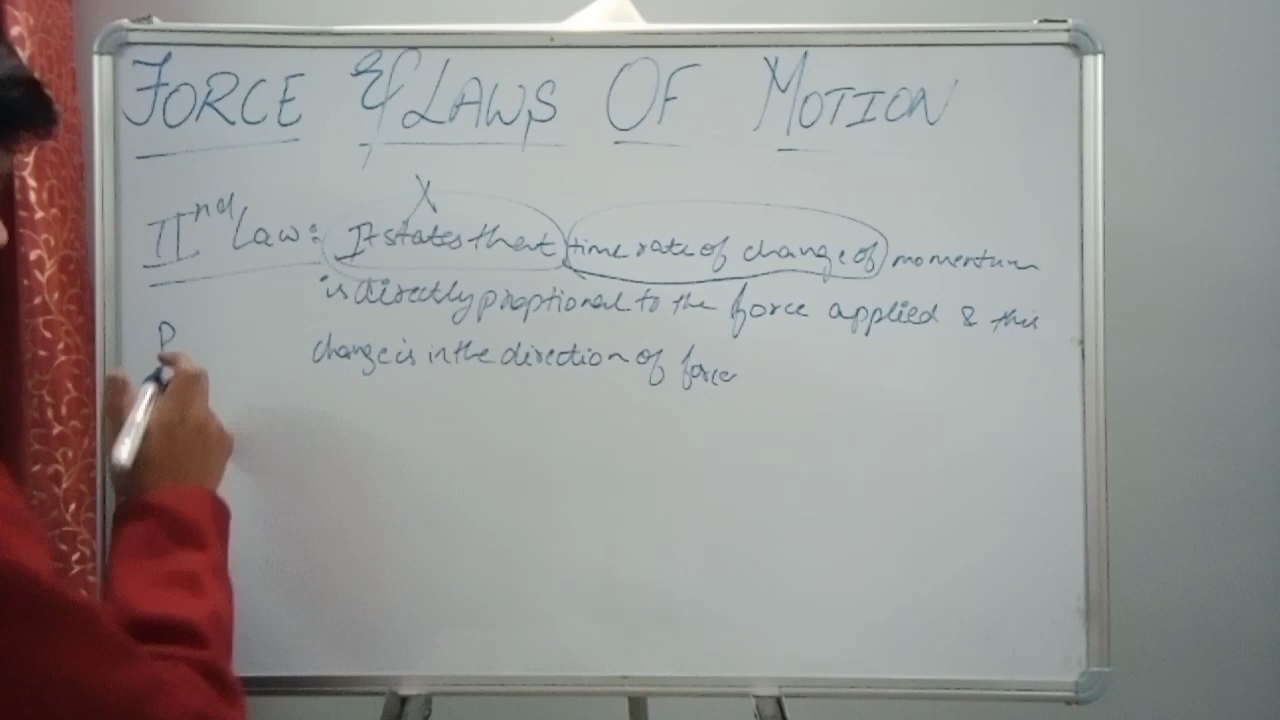 FORCE & LAWS OF MOTION
X
IInd Law: It states that time rate of change of momentum
is directly proptional to the force applied & this
change is in the direction of force
P